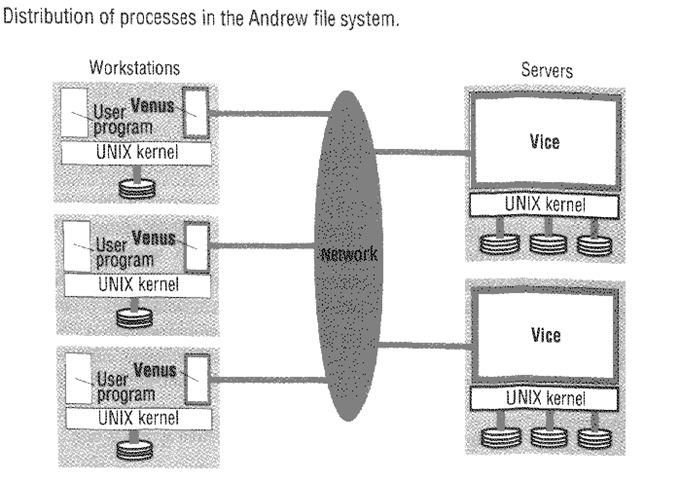 Distribution of processes in the Andrew file system.
Workstations
Servers
User Venus
program
UNIX kernel
Vice
UNIX kernel
User Venus
program
UNIX kernel
Network
User Venus
program
UNIX kernel
Vice
UNIX kernel